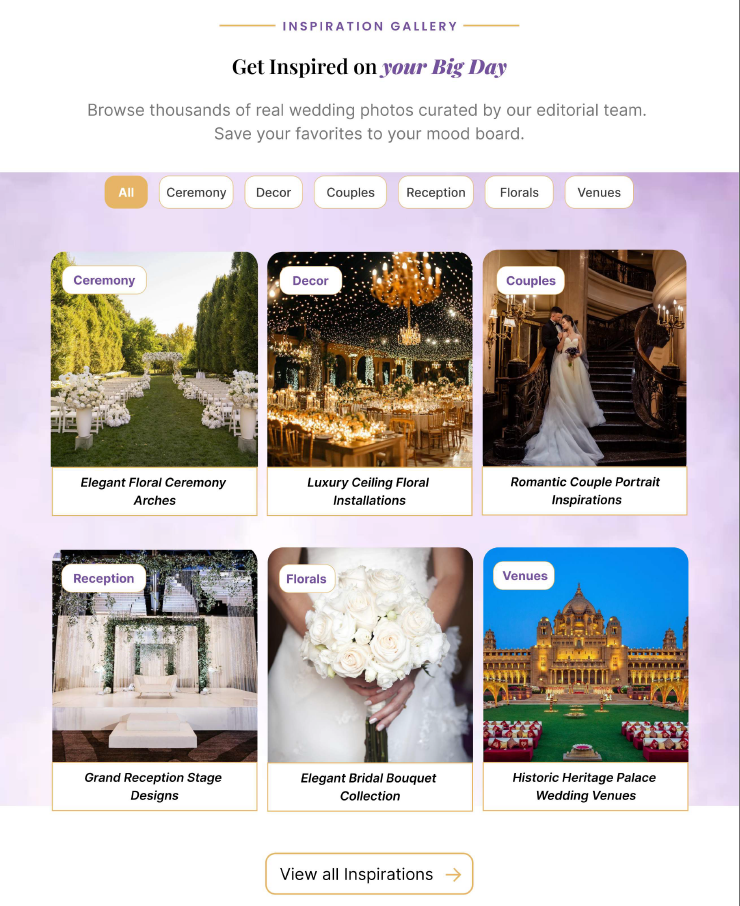 INSPIRATION GALLERY
Get Inspired on your Big Day
Browse thousands of real wedding photos curated by our editorial team.
Save your favorites to your mood board.
All
Ceremony
Decor
Couples
Reception
Florals
Venues
Ceremony
Decor
Couples
Elegant Floral Ceremony
Arches
Luxury Ceiling Floral
Installations
Romantic Couple Portrait
Inspirations
Reception
Florals
Venues
Grand Reception Stage
Designs
Elegant Bridal Bouquet
Collection
Historic Heritage Palace
Wedding Venues
View all Inspirations